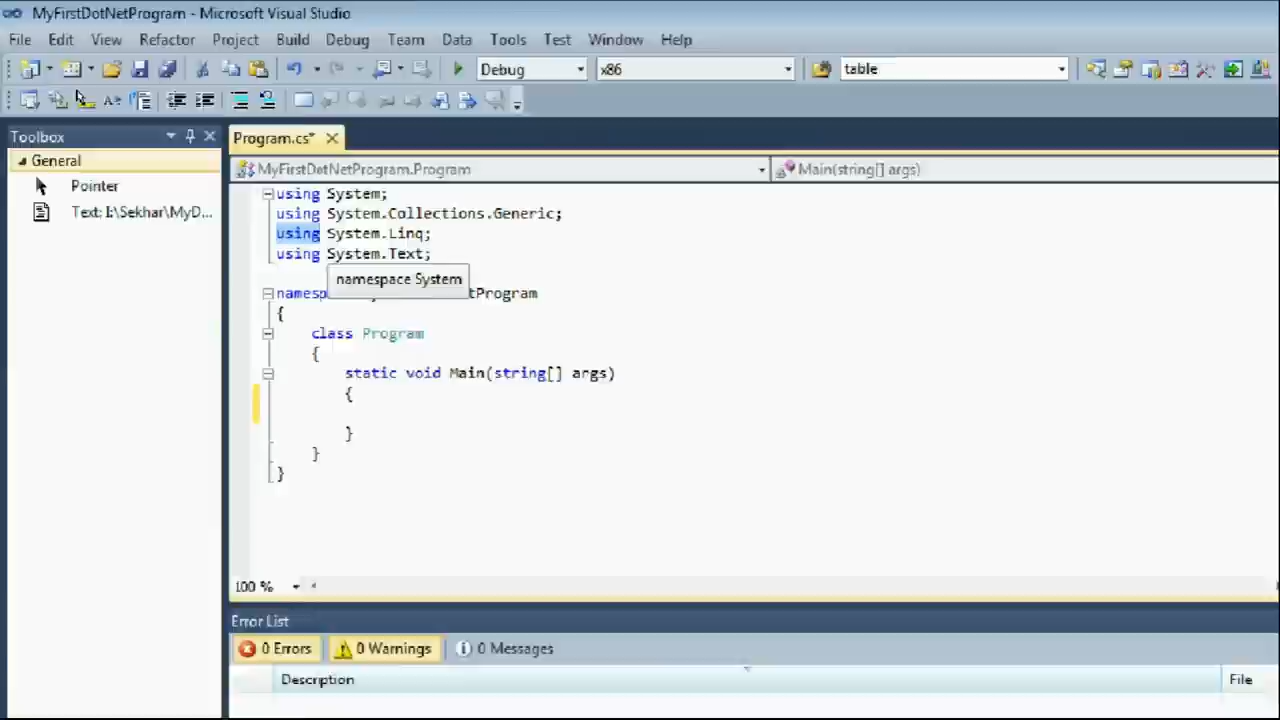 MyFirstDotNetProgram - Microsoft Visual Studio
File Edit View Refactor Project Build Debug Team Data Tools Test Window Help
Debug x86 table
Toolbox
General
Pointer
Text: I:\Sekhar\MyD...
Program.cs*
MyFirstDotNetProgram.Program Main(string[] args)
using System;
using System.Collections.Generic;
using System.Linq;
using System.Text;
namespace System
namesp tProgram
{
class Program
{
static void Main(string[] args)
{
}
}
}
100 %
Error List
0 Errors 0 Warnings 0 Messages
Description File